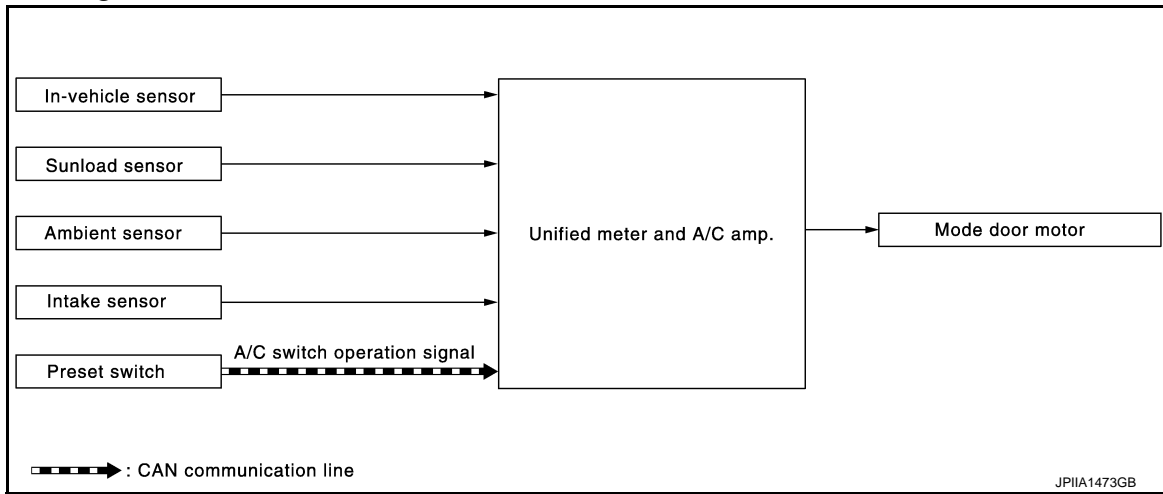 In-vehicle sensor
Sunload sensor
Ambient sensor
Intake sensor
Preset switch
A/C switch operation signal
Unified meter and A/C amp.
Mode door motor
: CAN communication line
JPIIA1473GB